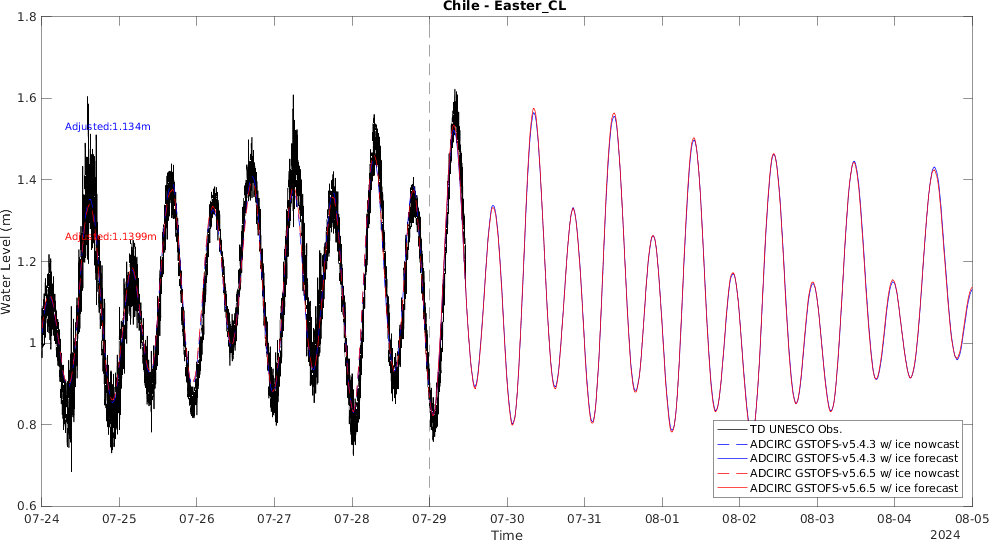 Chile - Easter_CL
1.8
1.6
1.4
1.2
1
0.8
0.6
Water Level (m)
Adjusted:1.134m
Adjusted:1.1399m
TD UNESCO Obs.
ADCIRC GSTOFS-v5.4.3 w/ ice nowcast
ADCIRC GSTOFS-v5.4.3 w/ ice forecast
ADCIRC GSTOFS-v5.6.5 w/ ice nowcast
ADCIRC GSTOFS-v5.6.5 w/ ice forecast
07-24 07-25 07-26 07-27 07-28 07-29 07-30 07-31 08-01 08-02 08-03 08-04 08-05
Time
2024